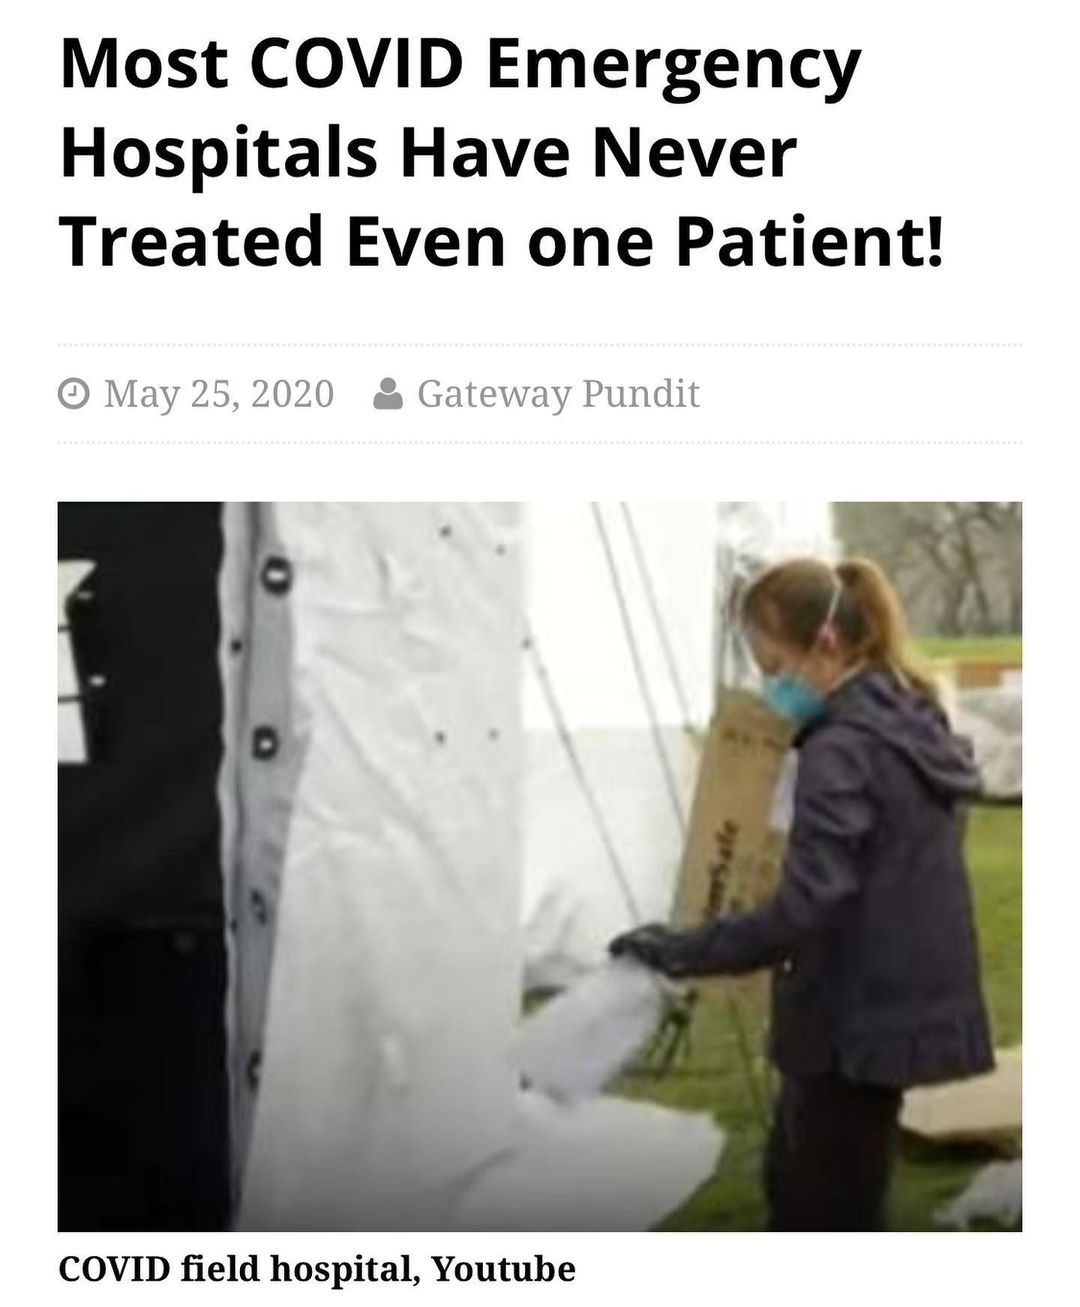 Most COVID Emergency
Hospitals Have Never
Treated Even one Patient!
May 25, 2020 Gateway Pundit
COVID field hospital, Youtube